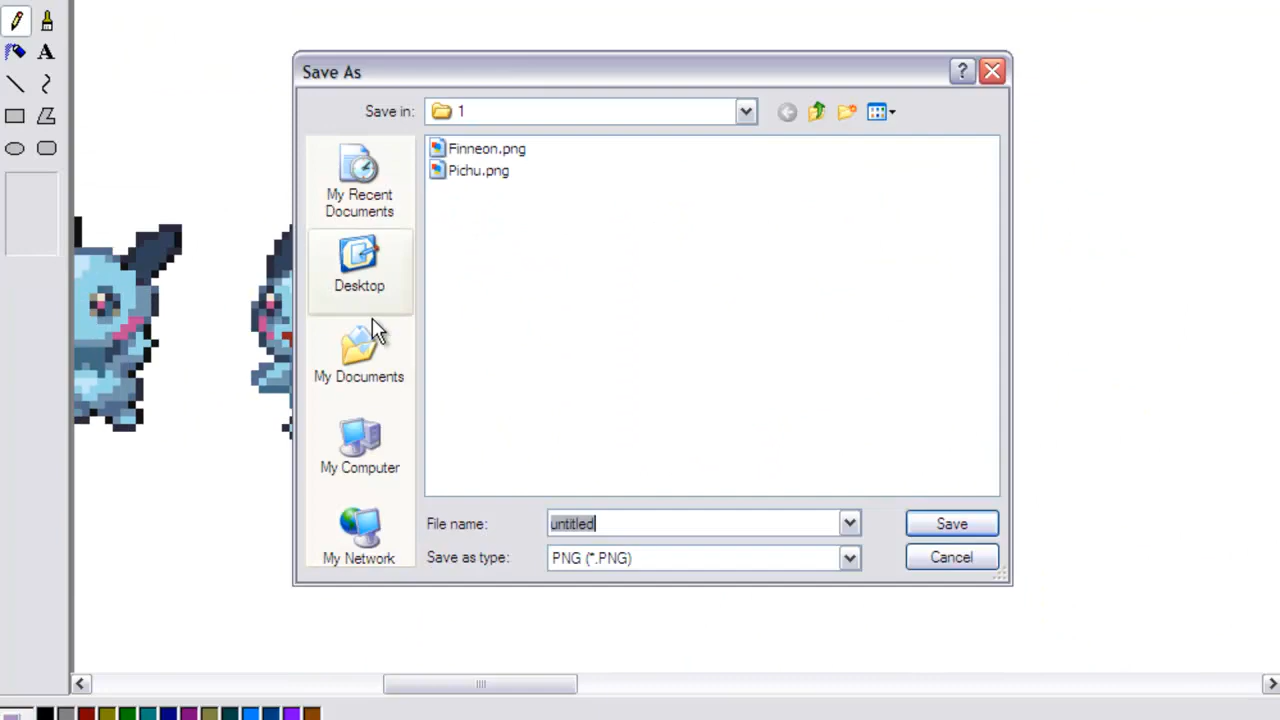 A
Save As
?
Save in: 1
Finneon.png
Pichu.png
My Recent
Documents
Desktop
My Documents
My Computer
My Network
File name: untitled Save
Save as type: PNG (*.PNG) Cancel